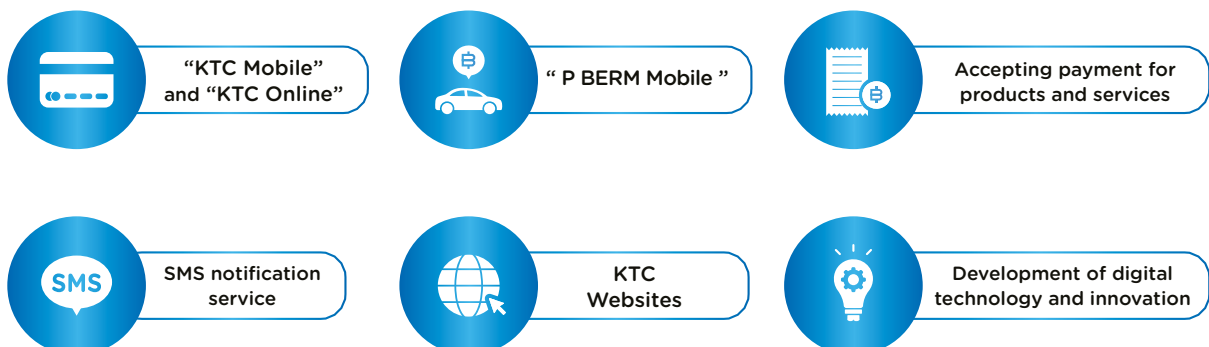 “KTC Mobile”
and “KTC Online”
“ P BERM Mobile ”
Accepting payment for
products and services
SMS
SMS notification
service
KTC
Websites
Development of digital
technology and innovation